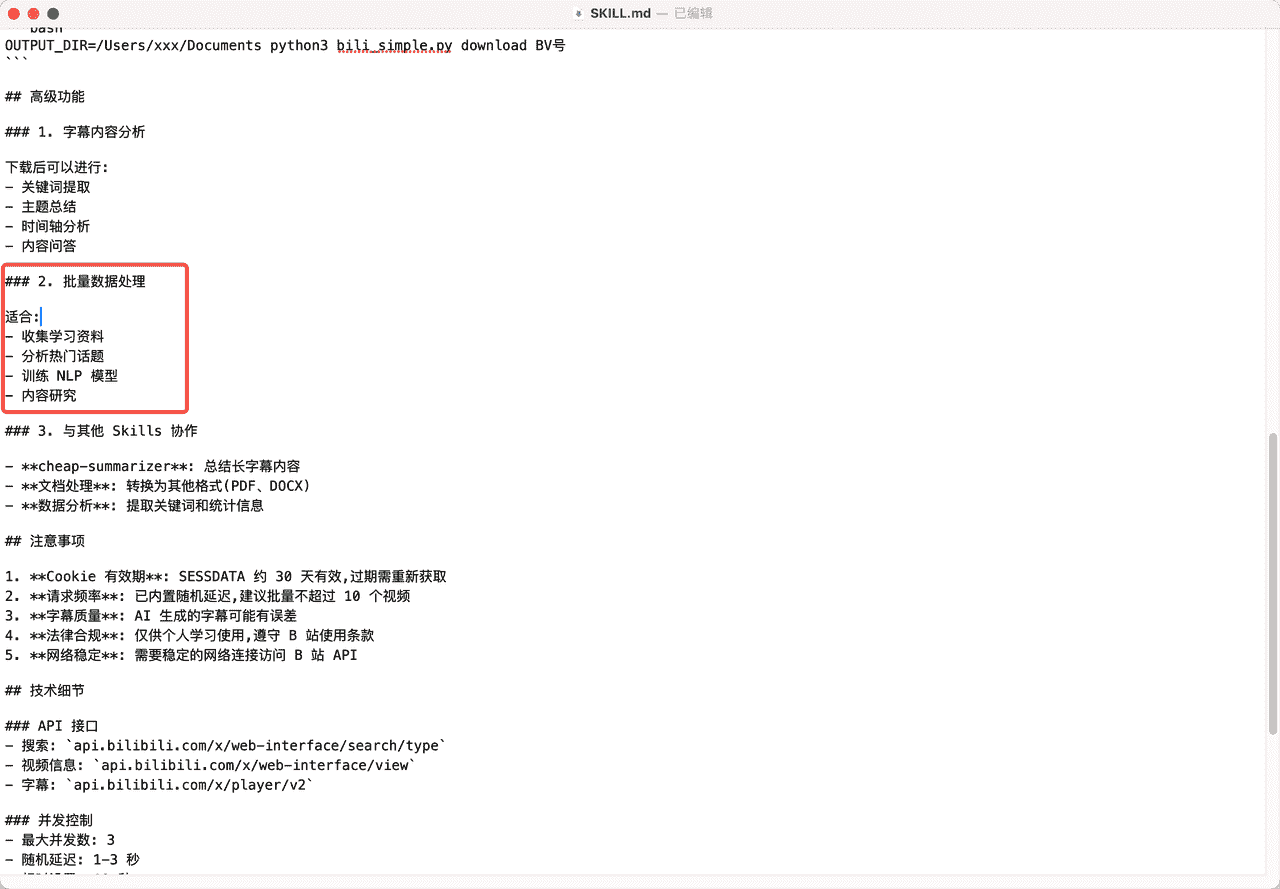 SKILL.md — 已编辑
bash
OUTPUT_DIR=/Users/xxx/Documents python3 bili_simple.py download BV号
```
## 高级功能
### 1. 字幕内容分析
下载后可以进行:
- 关键词提取
- 主题总结
- 时间轴分析
- 内容问答
### 2. 批量数据处理
适合:
- 收集学习资料
- 分析热门话题
- 训练 NLP 模型
- 内容研究
### 3. 与其他 Skills 协作
- **cheap-summarizer**: 总结长字幕内容
- **文档处理**: 转换为其他格式(PDF、DOCX)
- **数据分析**: 提取关键词和统计信息
## 注意事项
1. **Cookie 有效期**: SESSDATA 约 30 天有效,过期需重新获取
2. **请求频率**: 已内置随机延迟,建议批量不超过 10 个视频
3. **字幕质量**: AI 生成的字幕可能有误差
4. **法律合规**: 仅供个人学习使用,遵守 B 站使用条款
5. **网络稳定**: 需要稳定的网络连接访问 B 站 API
## 技术细节
### API 接口
- 搜索: `api.bilibili.com/x/web-interface/search/type`
- 视频信息: `api.bilibili.com/x/web-interface/view`
- 字幕: `api.bilibili.com/x/player/v2`
### 并发控制
- 最大并发数: 3
- 随机延迟: 1-3 秒